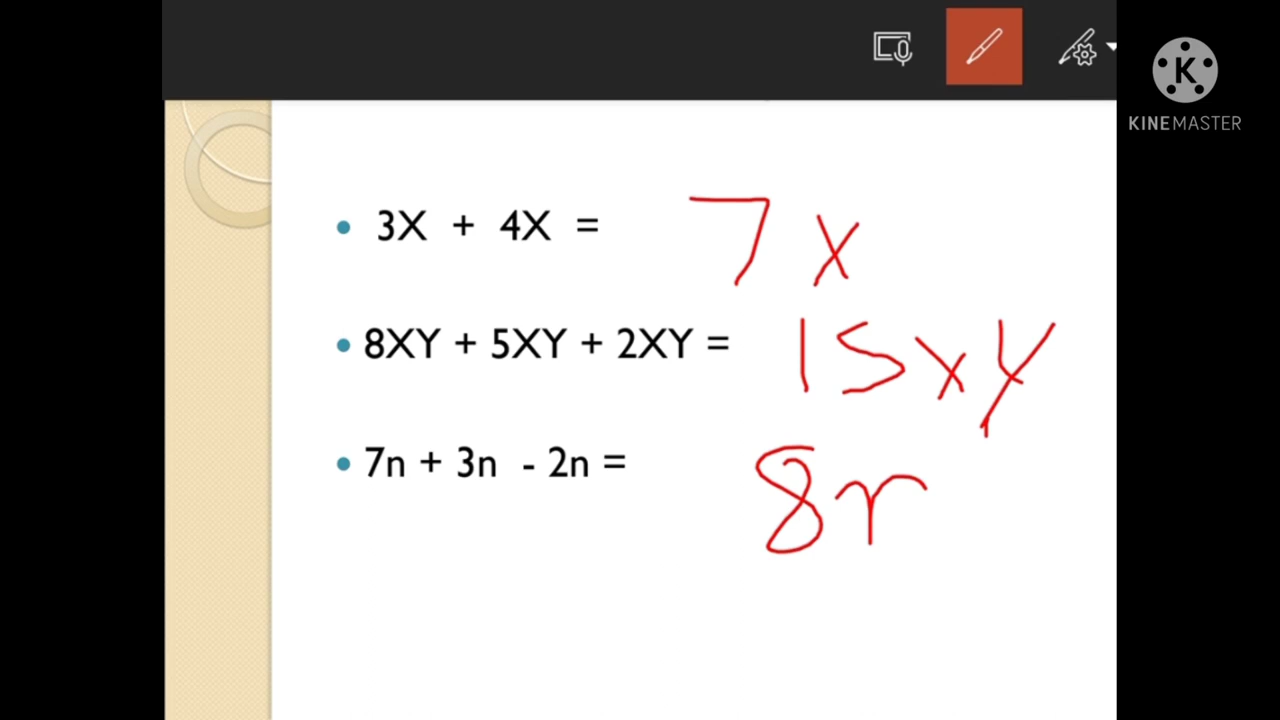 KINEMASTER
3X + 4X = 7x
8XY + 5XY + 2XY = 15xy
7n + 3n - 2n = 8r